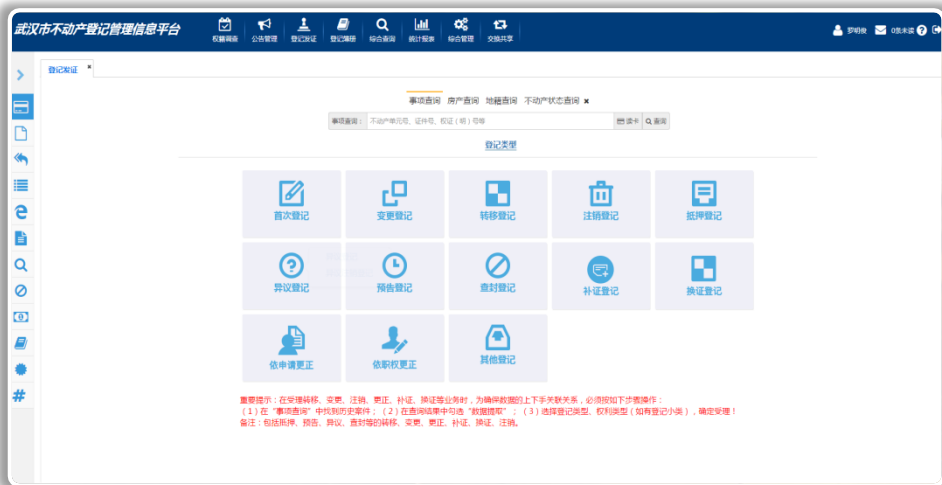 武汉市不动产登记管理信息平台
权籍调查 公告管理 登记发证 登记簿册 综合查询 统计报表 综合管理 交换共享
罗明俊 0条未读
登记发证 ×
事项查询 房产查询 地籍查询 不动产状态查询 ×
事项查询： 不动产单元号、证件号、权证（明）号等 读卡 查询
登记类型
首次登记 变更登记 转移登记 注销登记 抵押登记
异议登记 预告登记 查封登记 补证登记 换证登记
依申请更正 依职权更正 其他登记
重要提示：在受理转移、变更、注销、更正、补证、换证等业务时，为确保数据的上下手关联关系，必须按如下步骤操作：
（1）在“事项查询”中找到历史案件；（2）在查询结果中勾选“数据提取”；（3）选择登记类型、权利类型（如有登记小类），确定受理！
备注：包括抵押、预告、异议、查封等的转移、变更、更正、补证、换证、注销。